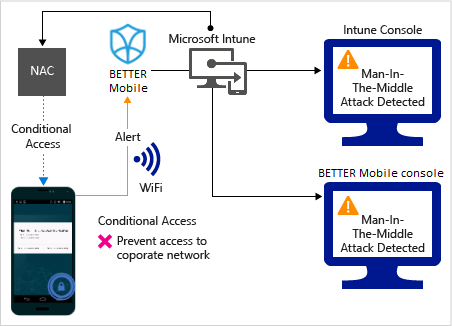 Microsoft Intune
Intune Console
NAC
BETTER
Mobile
Man-In-
The-Middle
Attack Detected
Conditional
Access
Alert
WiFi
BETTER Mobile console
Man-In-
The-Middle
Attack Detected
Conditional Access
Prevent access to
coporate network